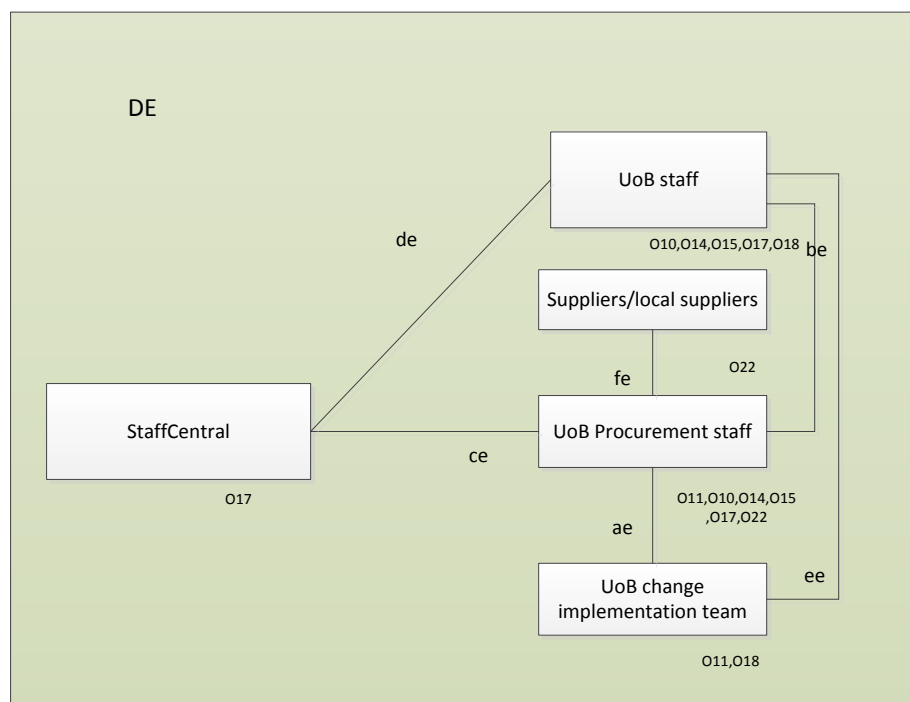 DE
UoB staff
de
O10,O14,O15,O17,O18
be
Suppliers/local suppliers
fe
O22
StaffCentral
UoB Procurement staff
ce
O17
O11,O10,O14,O15
,O17,O22
ae
UoB change
implementation team
ee
O11,O18